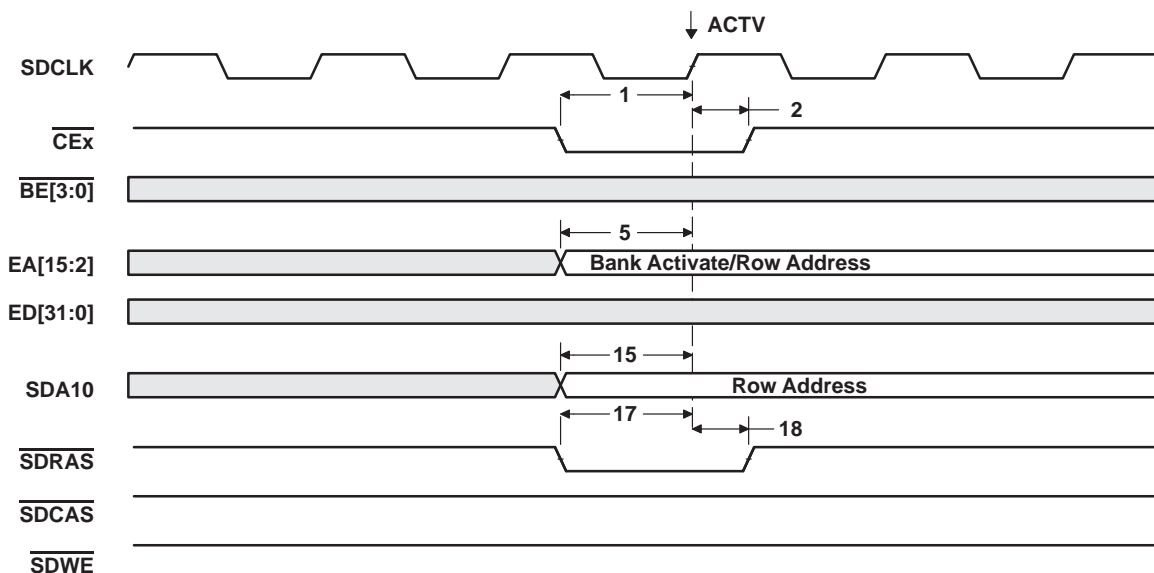 ACTV
SDCLK
1
2
CEx
BE[3:0]
5
EA[15:2]
Bank Activate/Row Address
ED[31:0]
15
SDA10
Row Address
17
18
SDRAS
SDCAS
SDWE